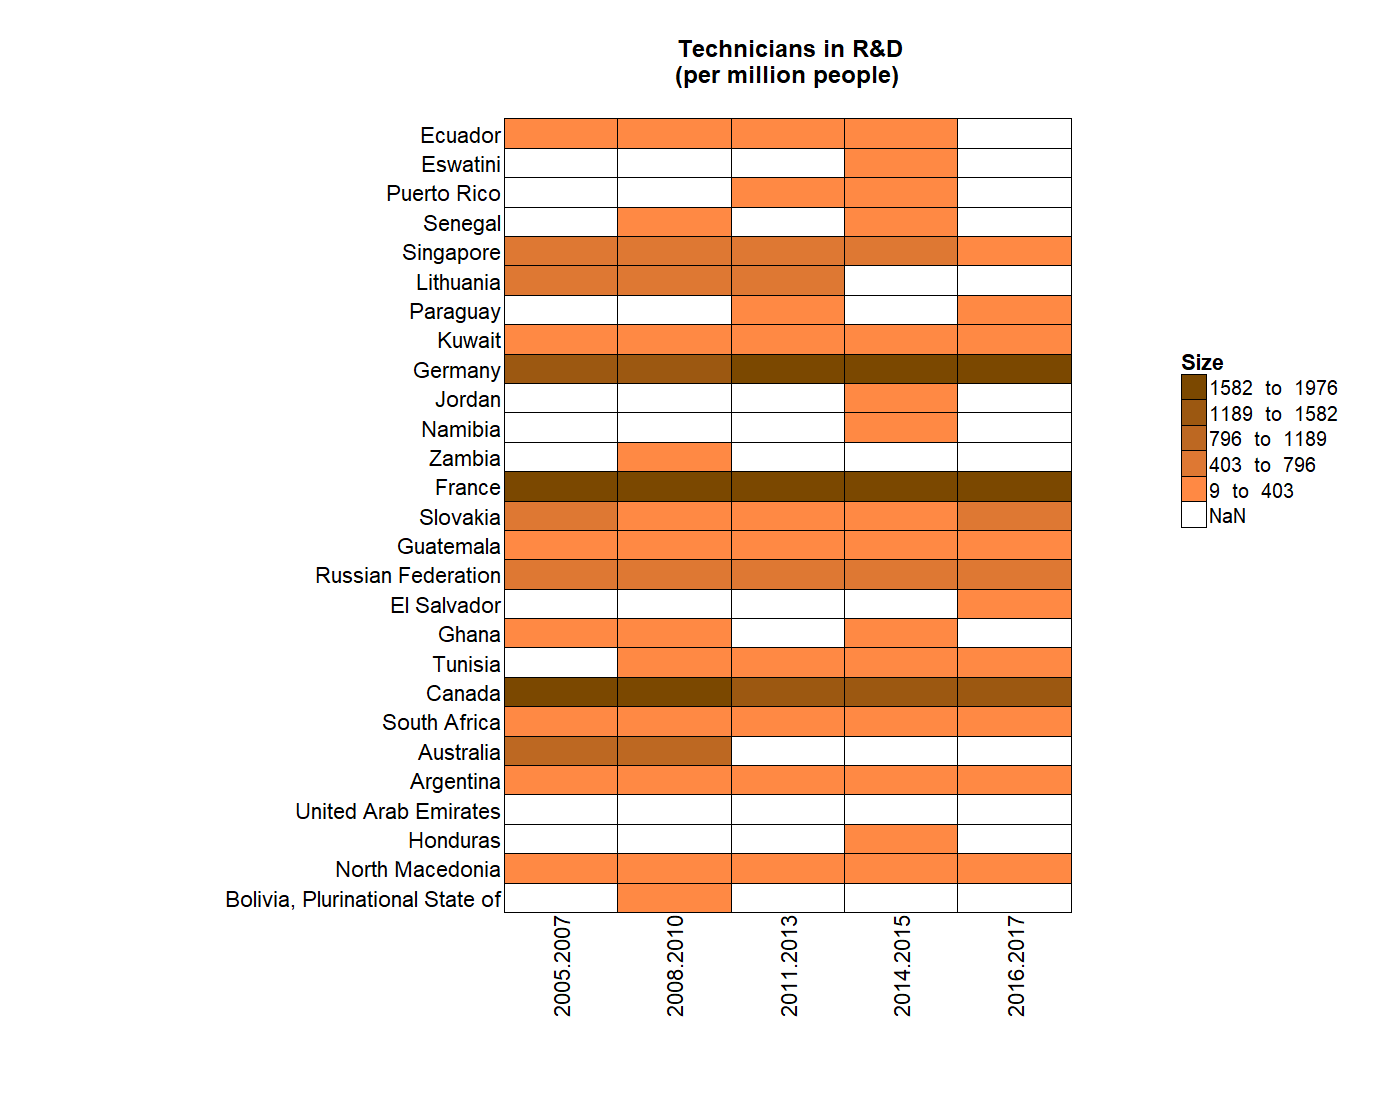 Technicians in R&D
(per million people)
Ecuador
Eswatini
Puerto Rico
Senegal
Singapore
Lithuania
Paraguay
Kuwait
Germany
Jordan
Namibia
Zambia
France
Slovakia
Guatemala
Russian Federation
El Salvador
Ghana
Tunisia
Canada
South Africa
Australia
Argentina
United Arab Emirates
Honduras
North Macedonia
Bolivia, Plurinational State of
2005.2007
2008.2010
2011.2013
2014.2015
2016.2017
Size
1582 to 1976
1189 to 1582
796 to 1189
403 to 796
9 to 403
NaN